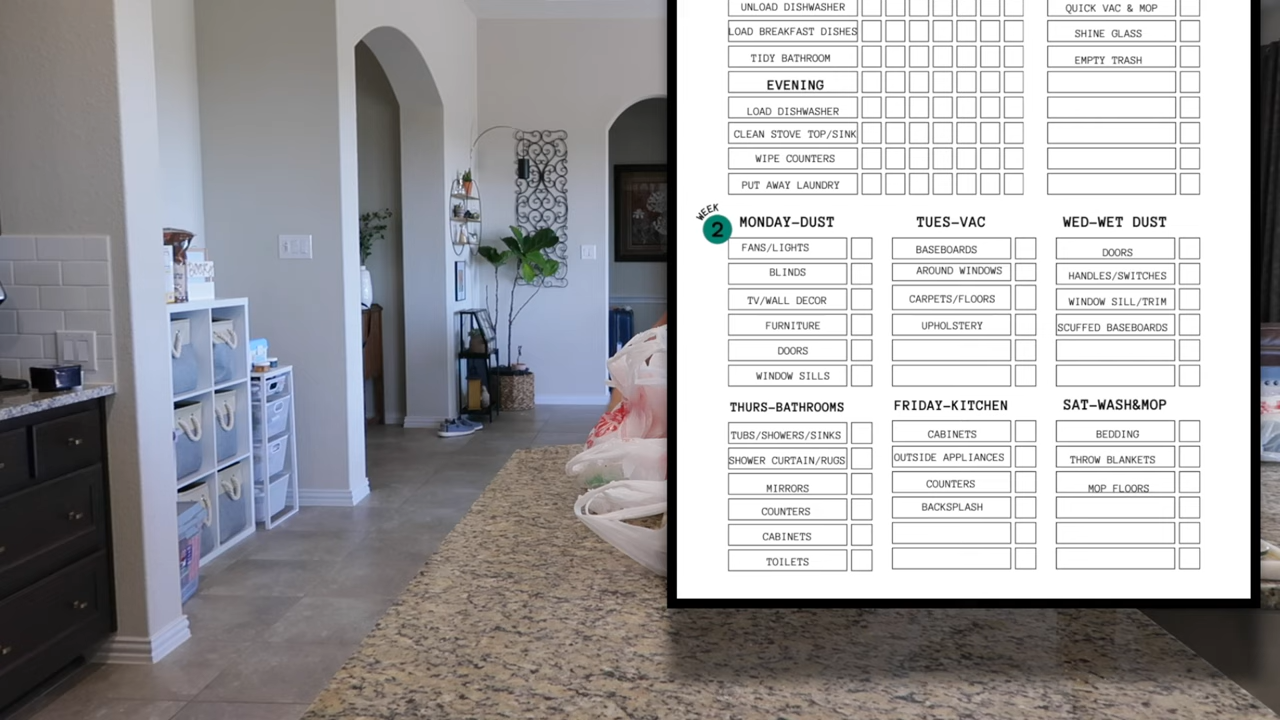 UNLOAD DISHWASHER
LOAD BREAKFAST DISHES
TIDY BATHROOM
EVENING
LOAD DISHWASHER
CLEAN STOVE TOP/SINK
WIPE COUNTERS
PUT AWAY LAUNDRY
QUICK VAC & MOP
SHINE GLASS
EMPTY TRASH
WEEK
2
MONDAY-DUST
FANS/LIGHTS
BLINDS
TV/WALL DECOR
FURNITURE
DOORS
WINDOW SILLS
TUES-VAC
BASEBOARDS
AROUND WINDOWS
CARPETS/FLOORS
UPHOLSTERY
WED-WET DUST
DOORS
HANDLES/SWITCHES
WINDOW SILL/TRIM
SCUFFED BASEBOARDS
THURS-BATHROOMS
TUBS/SHOWERS/SINKS
SHOWER CURTAIN/RUGS
MIRRORS
COUNTERS
CABINETS
TOILETS
FRIDAY-KITCHEN
CABINETS
OUTSIDE APPLIANCES
COUNTERS
BACKSPLASH
SAT-WASH&MOP
BEDDING
THROW BLANKETS
MOP FLOORS